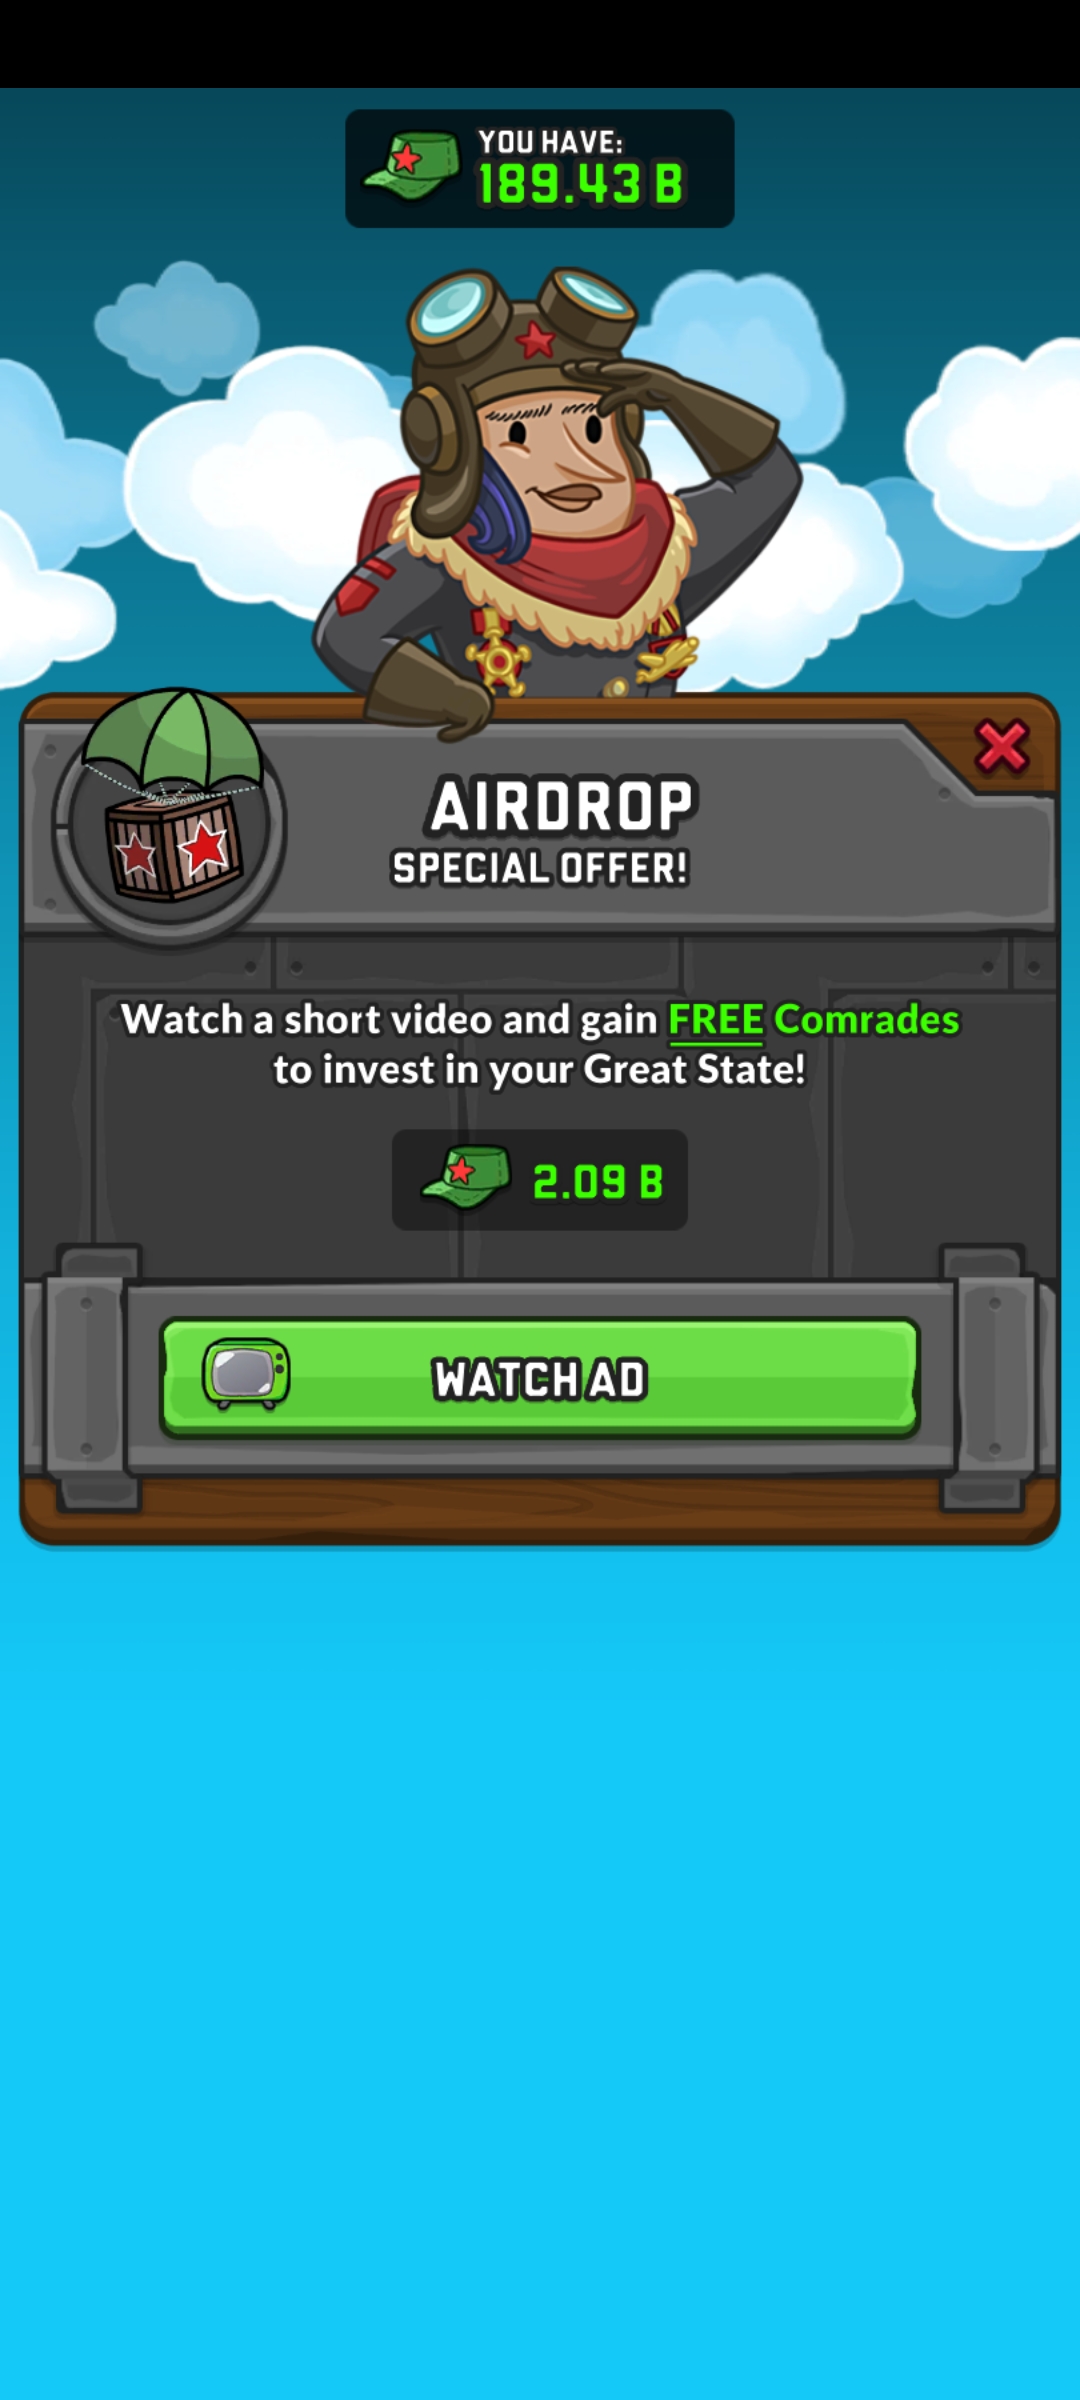 YOU HAVE:
189.43 B
AIRDROP
SPECIAL OFFER!
Watch a short video and gain FREE Comrades
to invest in your Great State!
2.09 B
WATCH AD